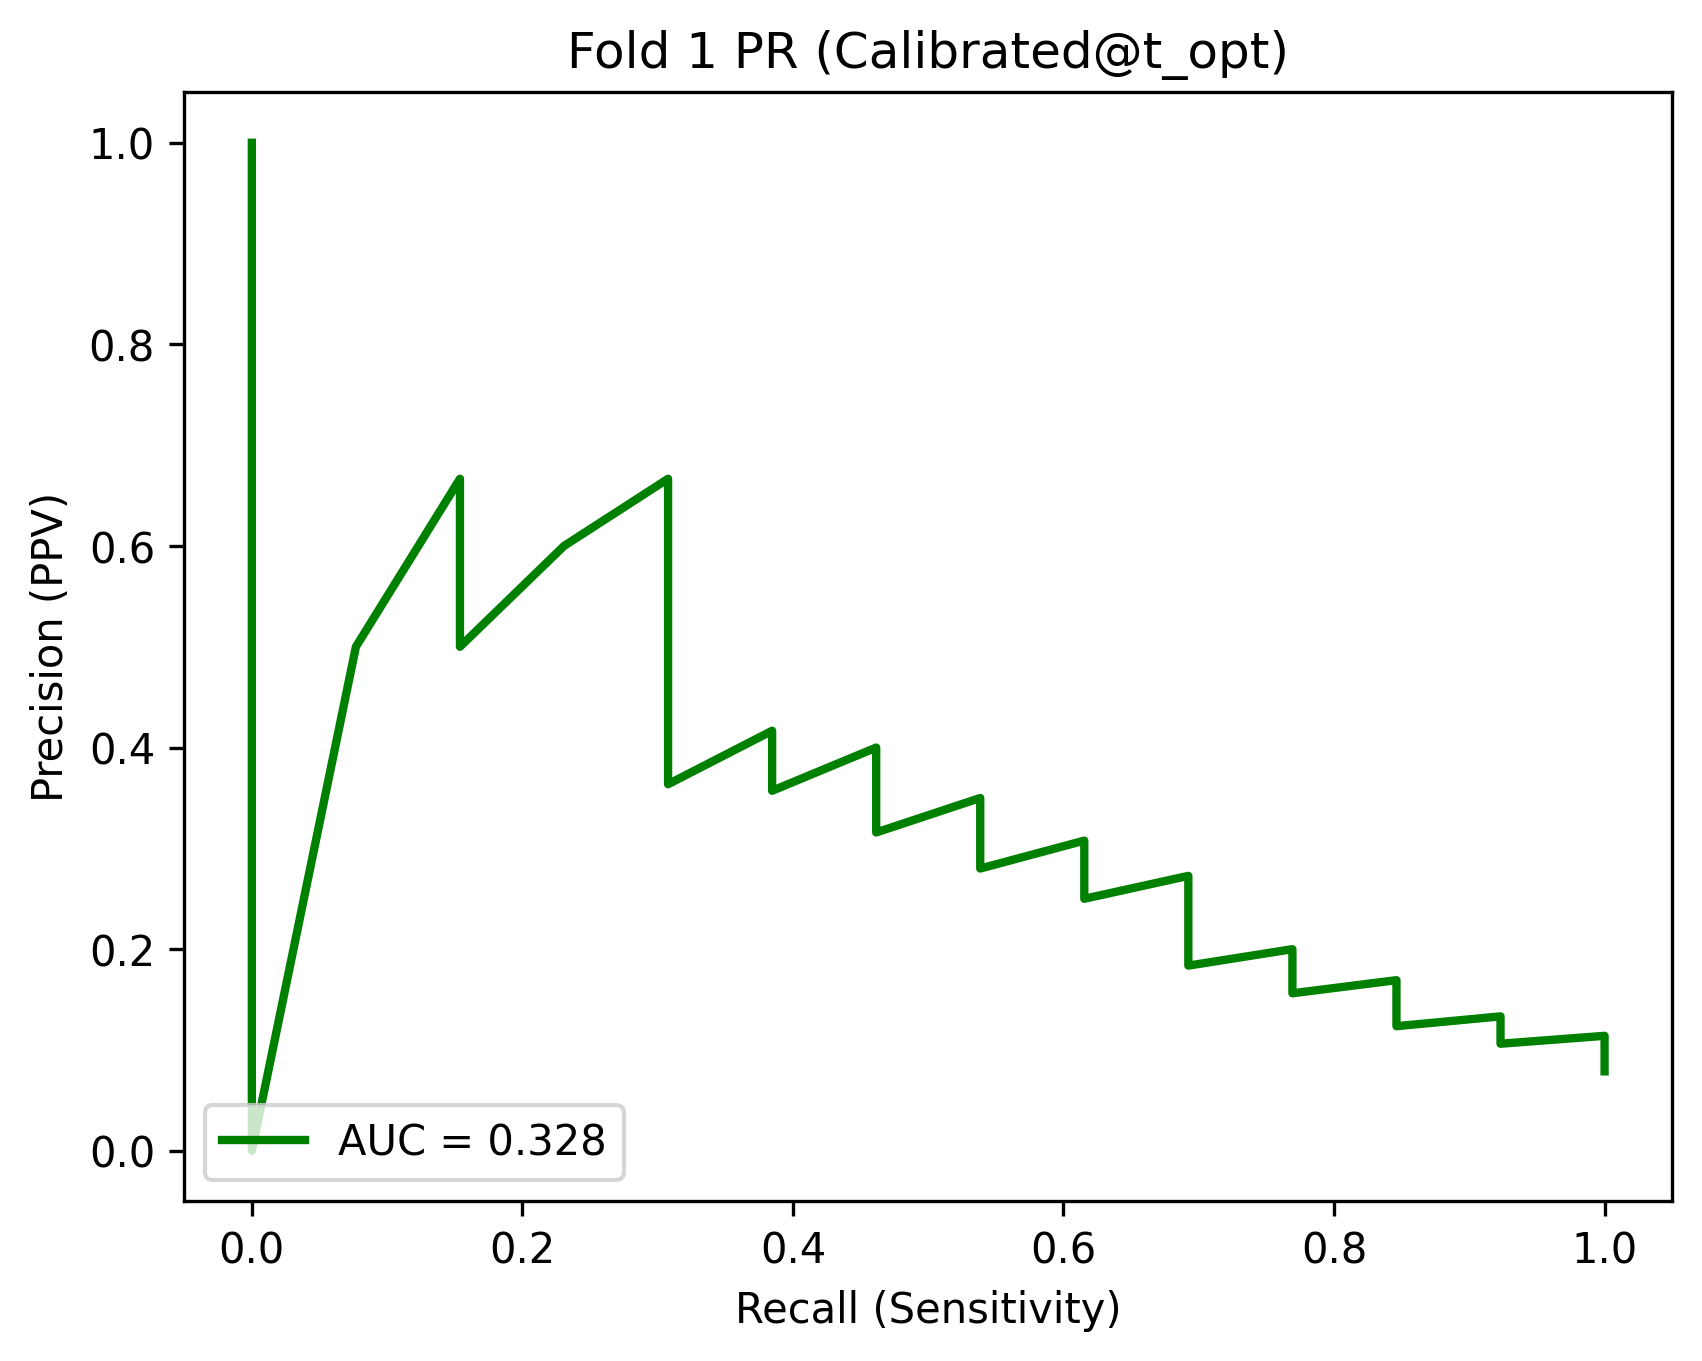 Fold 1 PR (Calibrated@t_opt)
1.0
0.8
0.6
0.4
0.2
0.0
Precision (PPV)
AUC = 0.328
0.0 0.2 0.4 0.6 0.8 1.0
Recall (Sensitivity)